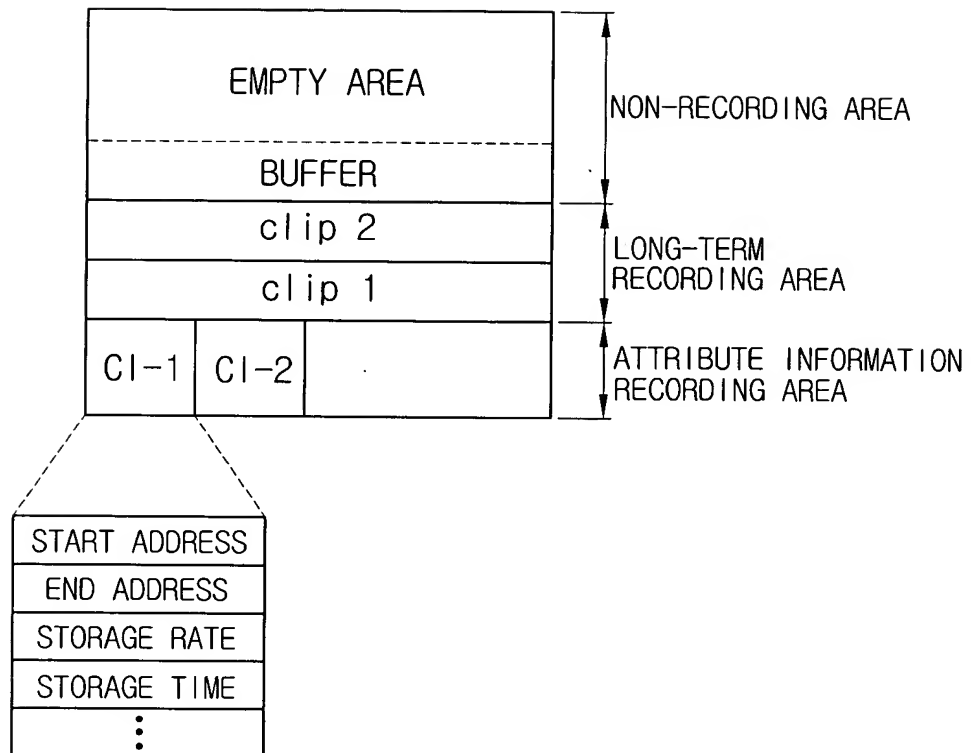 EMPTY AREA
NON-RECORDING AREA
BUFFER
clip 2
LONG-TERM
RECORDING AREA
clip 1
CI-1 CI-2
ATTRIBUTE INFORMATION
RECORDING AREA
START ADDRESS
END ADDRESS
STORAGE RATE
STORAGE TIME